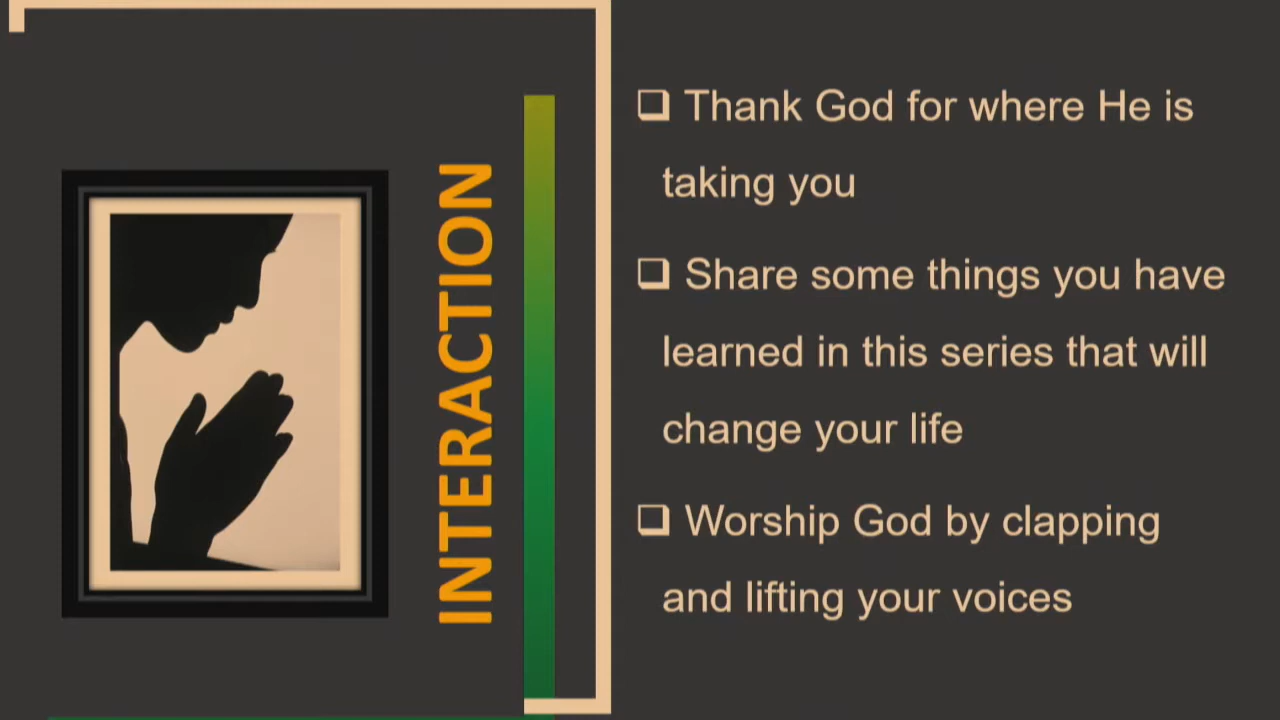 INTERACTION
❑ Thank God for where He is
taking you
❑ Share some things you have
learned in this series that will
change your life
❑ Worship God by clapping
and lifting your voices